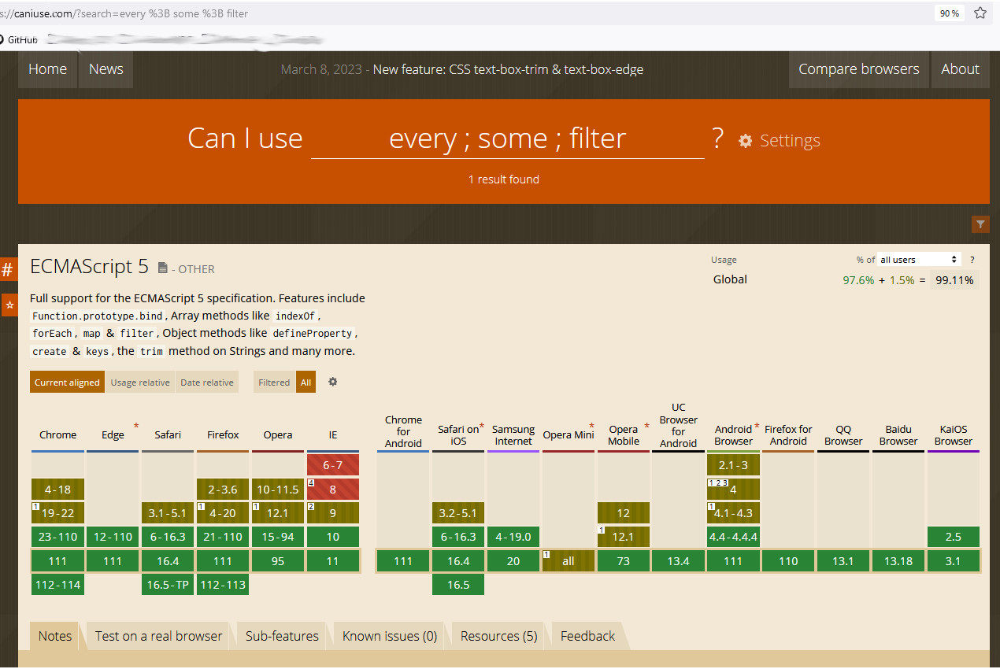 s://caniuse.com/?search=every %3B some %3B filter
90 %
GitHub
Home News March 8, 2023 - New feature: CSS text-box-trim & text-box-edge Compare browsers About
Can I use every ; some ; filter ? Settings
1 result found
#
ECMAScript 5 - OTHER
Usage % of all users ?
Global 97.6% + 1.5% = 99.11%
Full support for the ECMAScript 5 specification. Features include
Function.prototype.bind , Array methods like indexOf ,
forEach , map & filter , Object methods like defineProperty ,
create & keys , the trim method on Strings and many more.
Current aligned Usage relative Date relative Filtered All
Chrome Edge * Safari Firefox Opera IE Chrome for Android Safari on iOS * Samsung Internet Opera Mini * Opera Mobile * UC Browser for Android Android Browser * Firefox for Android QQ Browser Baidu Browser KaiOS Browser
6-7 2.1-3
4-18 2-3.6 10-11.5 4 8 1 2 3 4
1 19-22 3.1-5.1 1 4-20 1 12.1 2 9 3.2-5.1 12 1 4.1-4.3
23-110 12-110 6-16.3 21-110 15-94 10 6-16.3 4-19.0 1 12.1 4.4-4.4.4 2.5
111 111 16.4 111 95 11 111 16.4 20 1 all 73 13.4 111 110 13.1 13.18 3.1
112-114 16.5-TP 112-113 16.5
Notes Test on a real browser Sub-features Known issues (0) Resources (5) Feedback